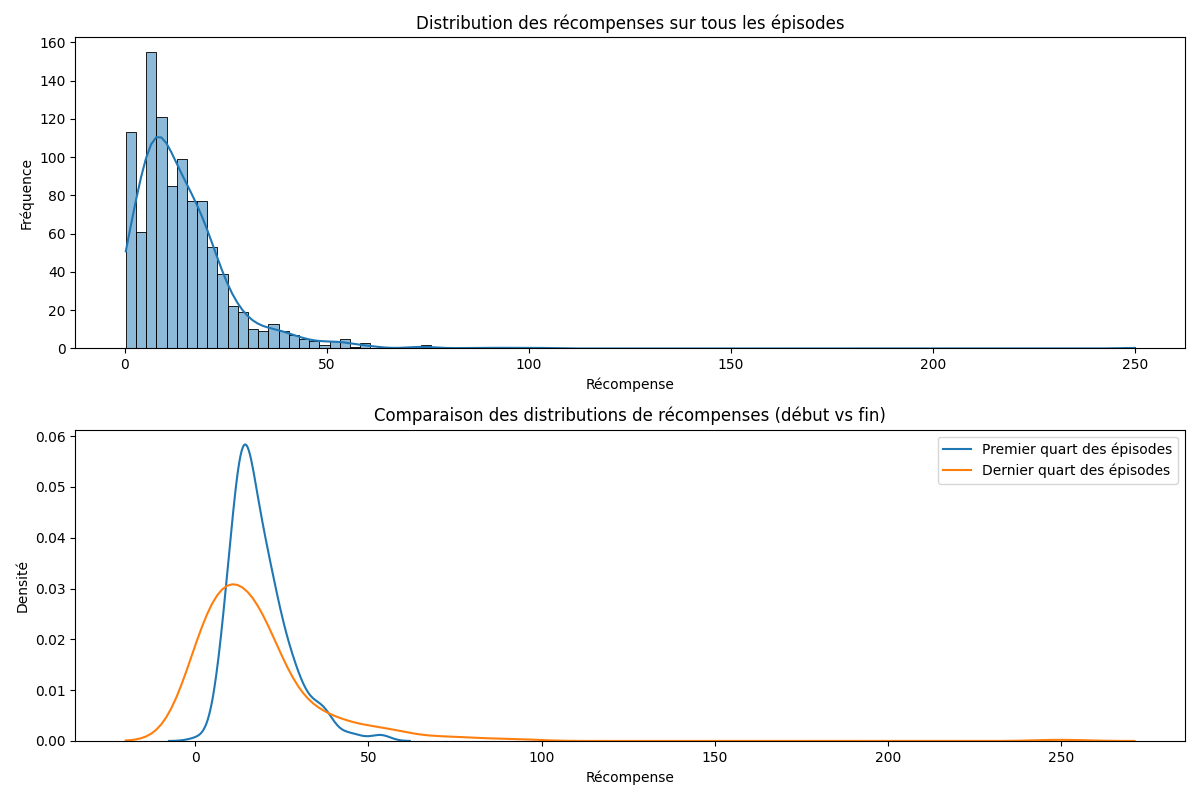 Distribution des récompenses sur tous les épisodes
160
140
120
100
80
60
40
20
0
Fréquence
0 50 100 150 200 250
Récompense
Comparaison des distributions de récompenses (début vs fin)
0.06
0.05
0.04
0.03
0.02
0.01
0.00
Densité
Premier quart des épisodes
Dernier quart des épisodes
0 50 100 150 200 250
Récompense